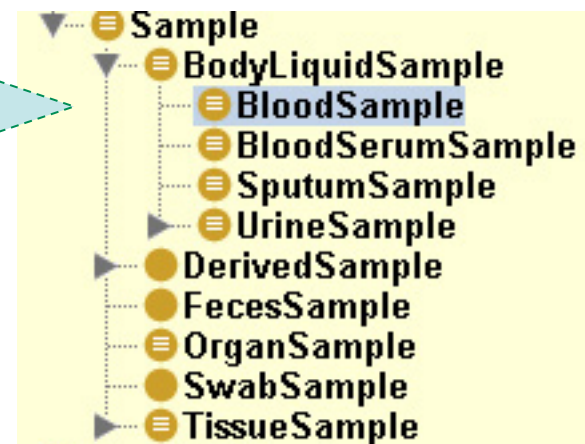 Sample
BodyLiquidSample
BloodSample
BloodSerumSample
SputumSample
UrineSample
DerivedSample
FecesSample
OrganSample
SwabSample
TissueSample